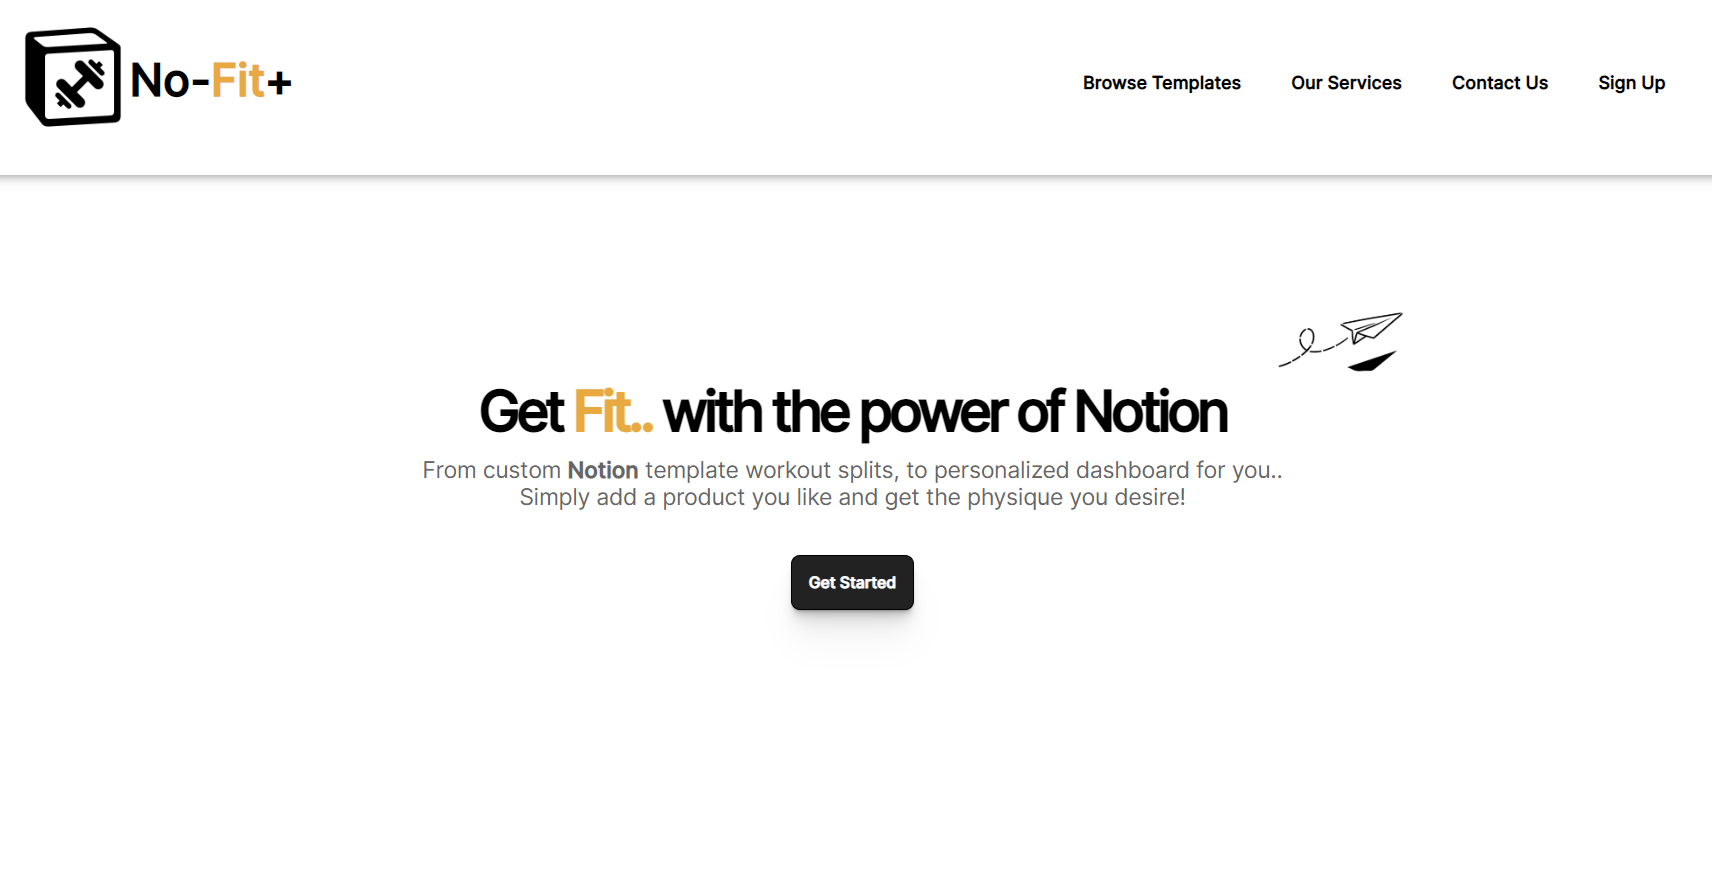 No-Fit+
Browse Templates
Our Services
Contact Us
Sign Up
Get Fit.. with the power of Notion
From custom Notion template workout splits, to personalized dashboard for you..
Simply add a product you like and get the physique you desire!
Get Started